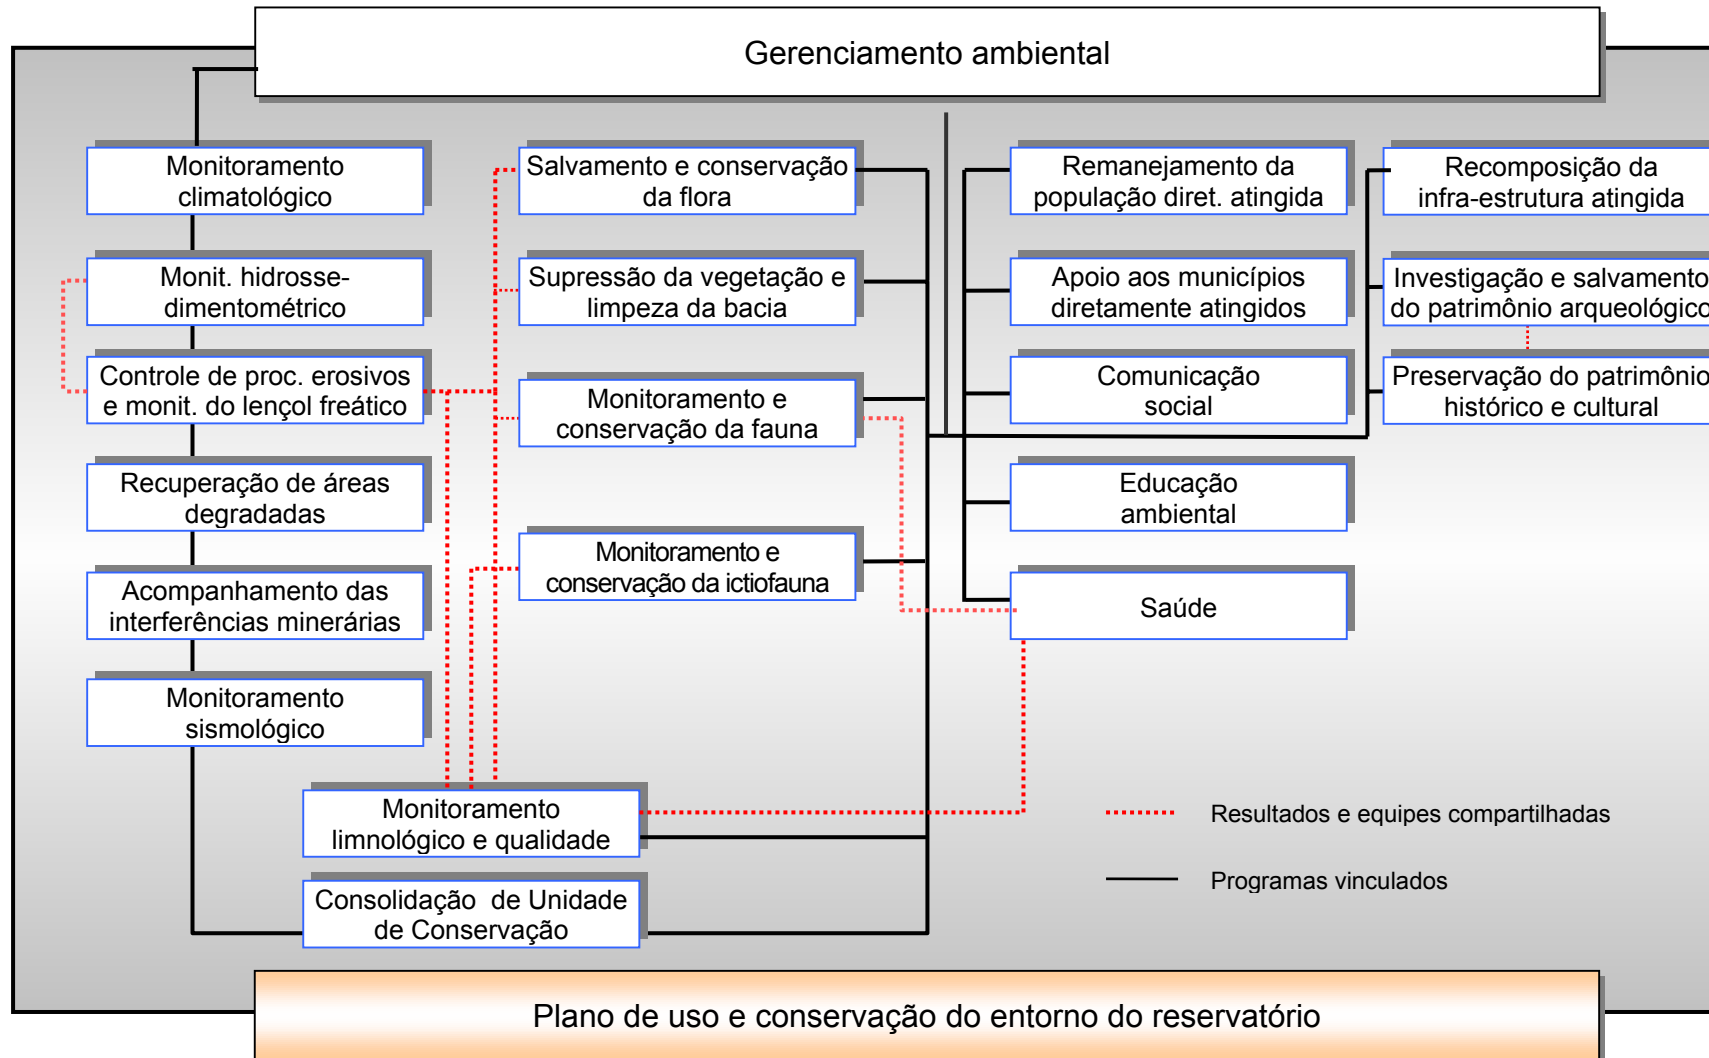 Gerenciamento ambiental
Monitoramento
climatológico
Monit. hidrosse-
dimentométrico
Controle de proc. erosivos
e monit. do lençol freático
Recuperação de áreas
degradadas
Acompanhamento das
interferências minerárias
Monitoramento
sismológico
Salvamento e conservação
da flora
Supressão da vegetação e
limpeza da bacia
Monitoramento e
conservação da fauna
Monitoramento e
conservação da ictiofauna
Monitoramento
limnológico e qualidade
Consolidação de Unidade
de Conservação
Remanejamento da
população diret. atingida
Apoio aos municípios
diretamente atingidos
Comunicação
social
Educação
ambiental
Saúde
Recomposição da
infra-estrutura atingida
Investigação e salvamento
do patrimônio arqueológico
Preservação do patrimônio
histórico e cultural
Resultados e equipes compartilhadas
Programas vinculados
Plano de uso e conservação do entorno do reservatório